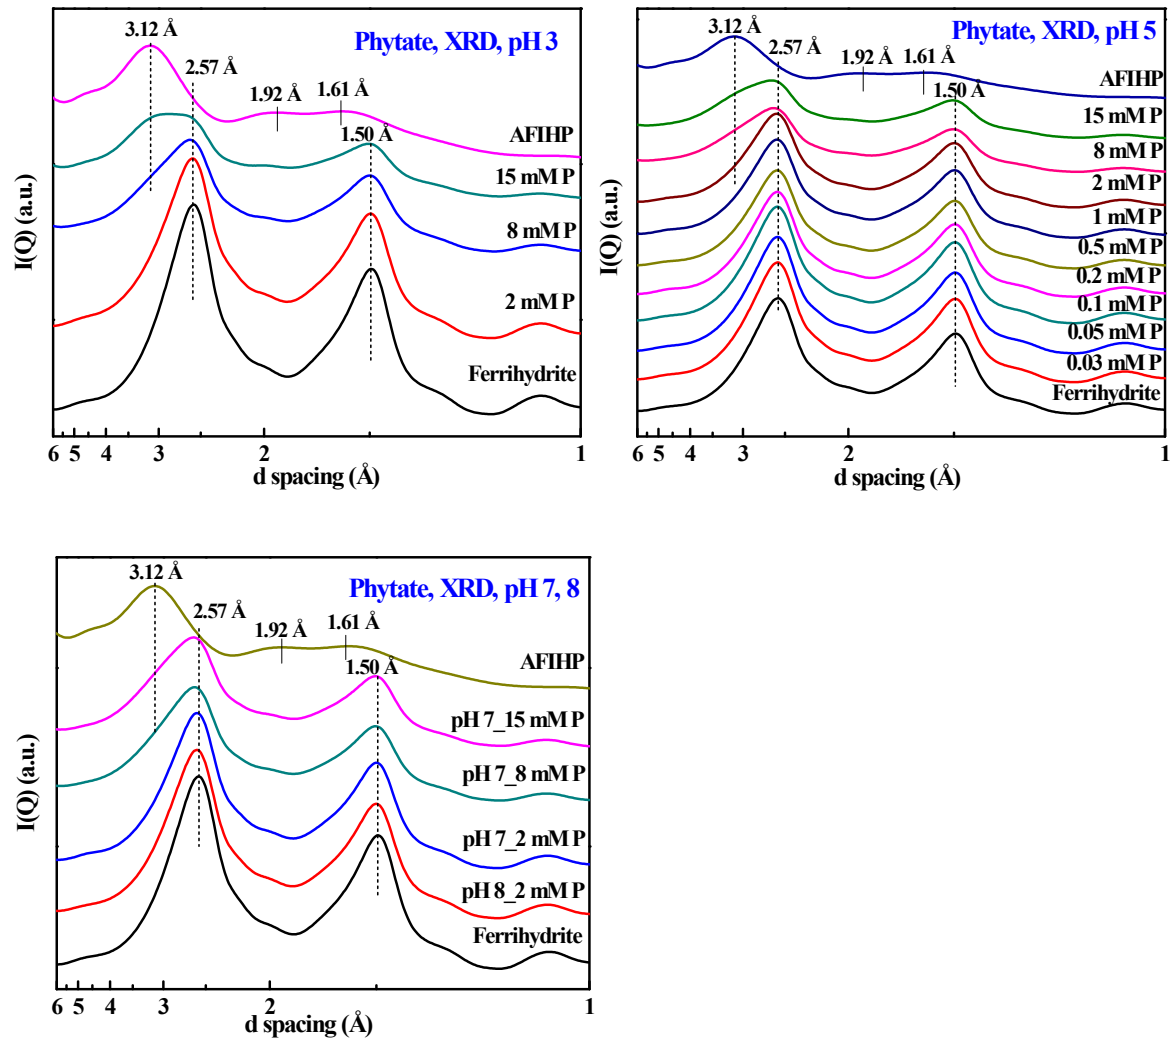 3.12 Å
Phytate, XRD, pH 3
2.57 Å
1.92 Å
1.61 Å
1.50 Å
AFIHP
15 mM P
8 mM P
2 mM P
Ferrihydrite
I(Q) (a.u.)
6 5 4 3 2 1
d spacing (Å)
3.12 Å
Phytate, XRD, pH 5
2.57 Å
1.92 Å
1.61 Å
1.50 Å
AFIHP
15 mM P
8 mM P
2 mM P
1 mM P
0.5 mM P
0.2 mM P
0.1 mM P
0.05 mM P
0.03 mM P
Ferrihydrite
I(Q) (a.u.)
6 5 4 3 2 1
d spacing (Å)
3.12 Å
Phytate, XRD, pH 7, 8
2.57 Å
1.92 Å
1.61 Å
1.50 Å
AFIHP
pH 7_15 mM P
pH 7_8 mM P
pH 7_2 mM P
pH 8_2 mM P
Ferrihydrite
I(Q) (a.u.)
6 5 4 3 2 1
d spacing (Å)